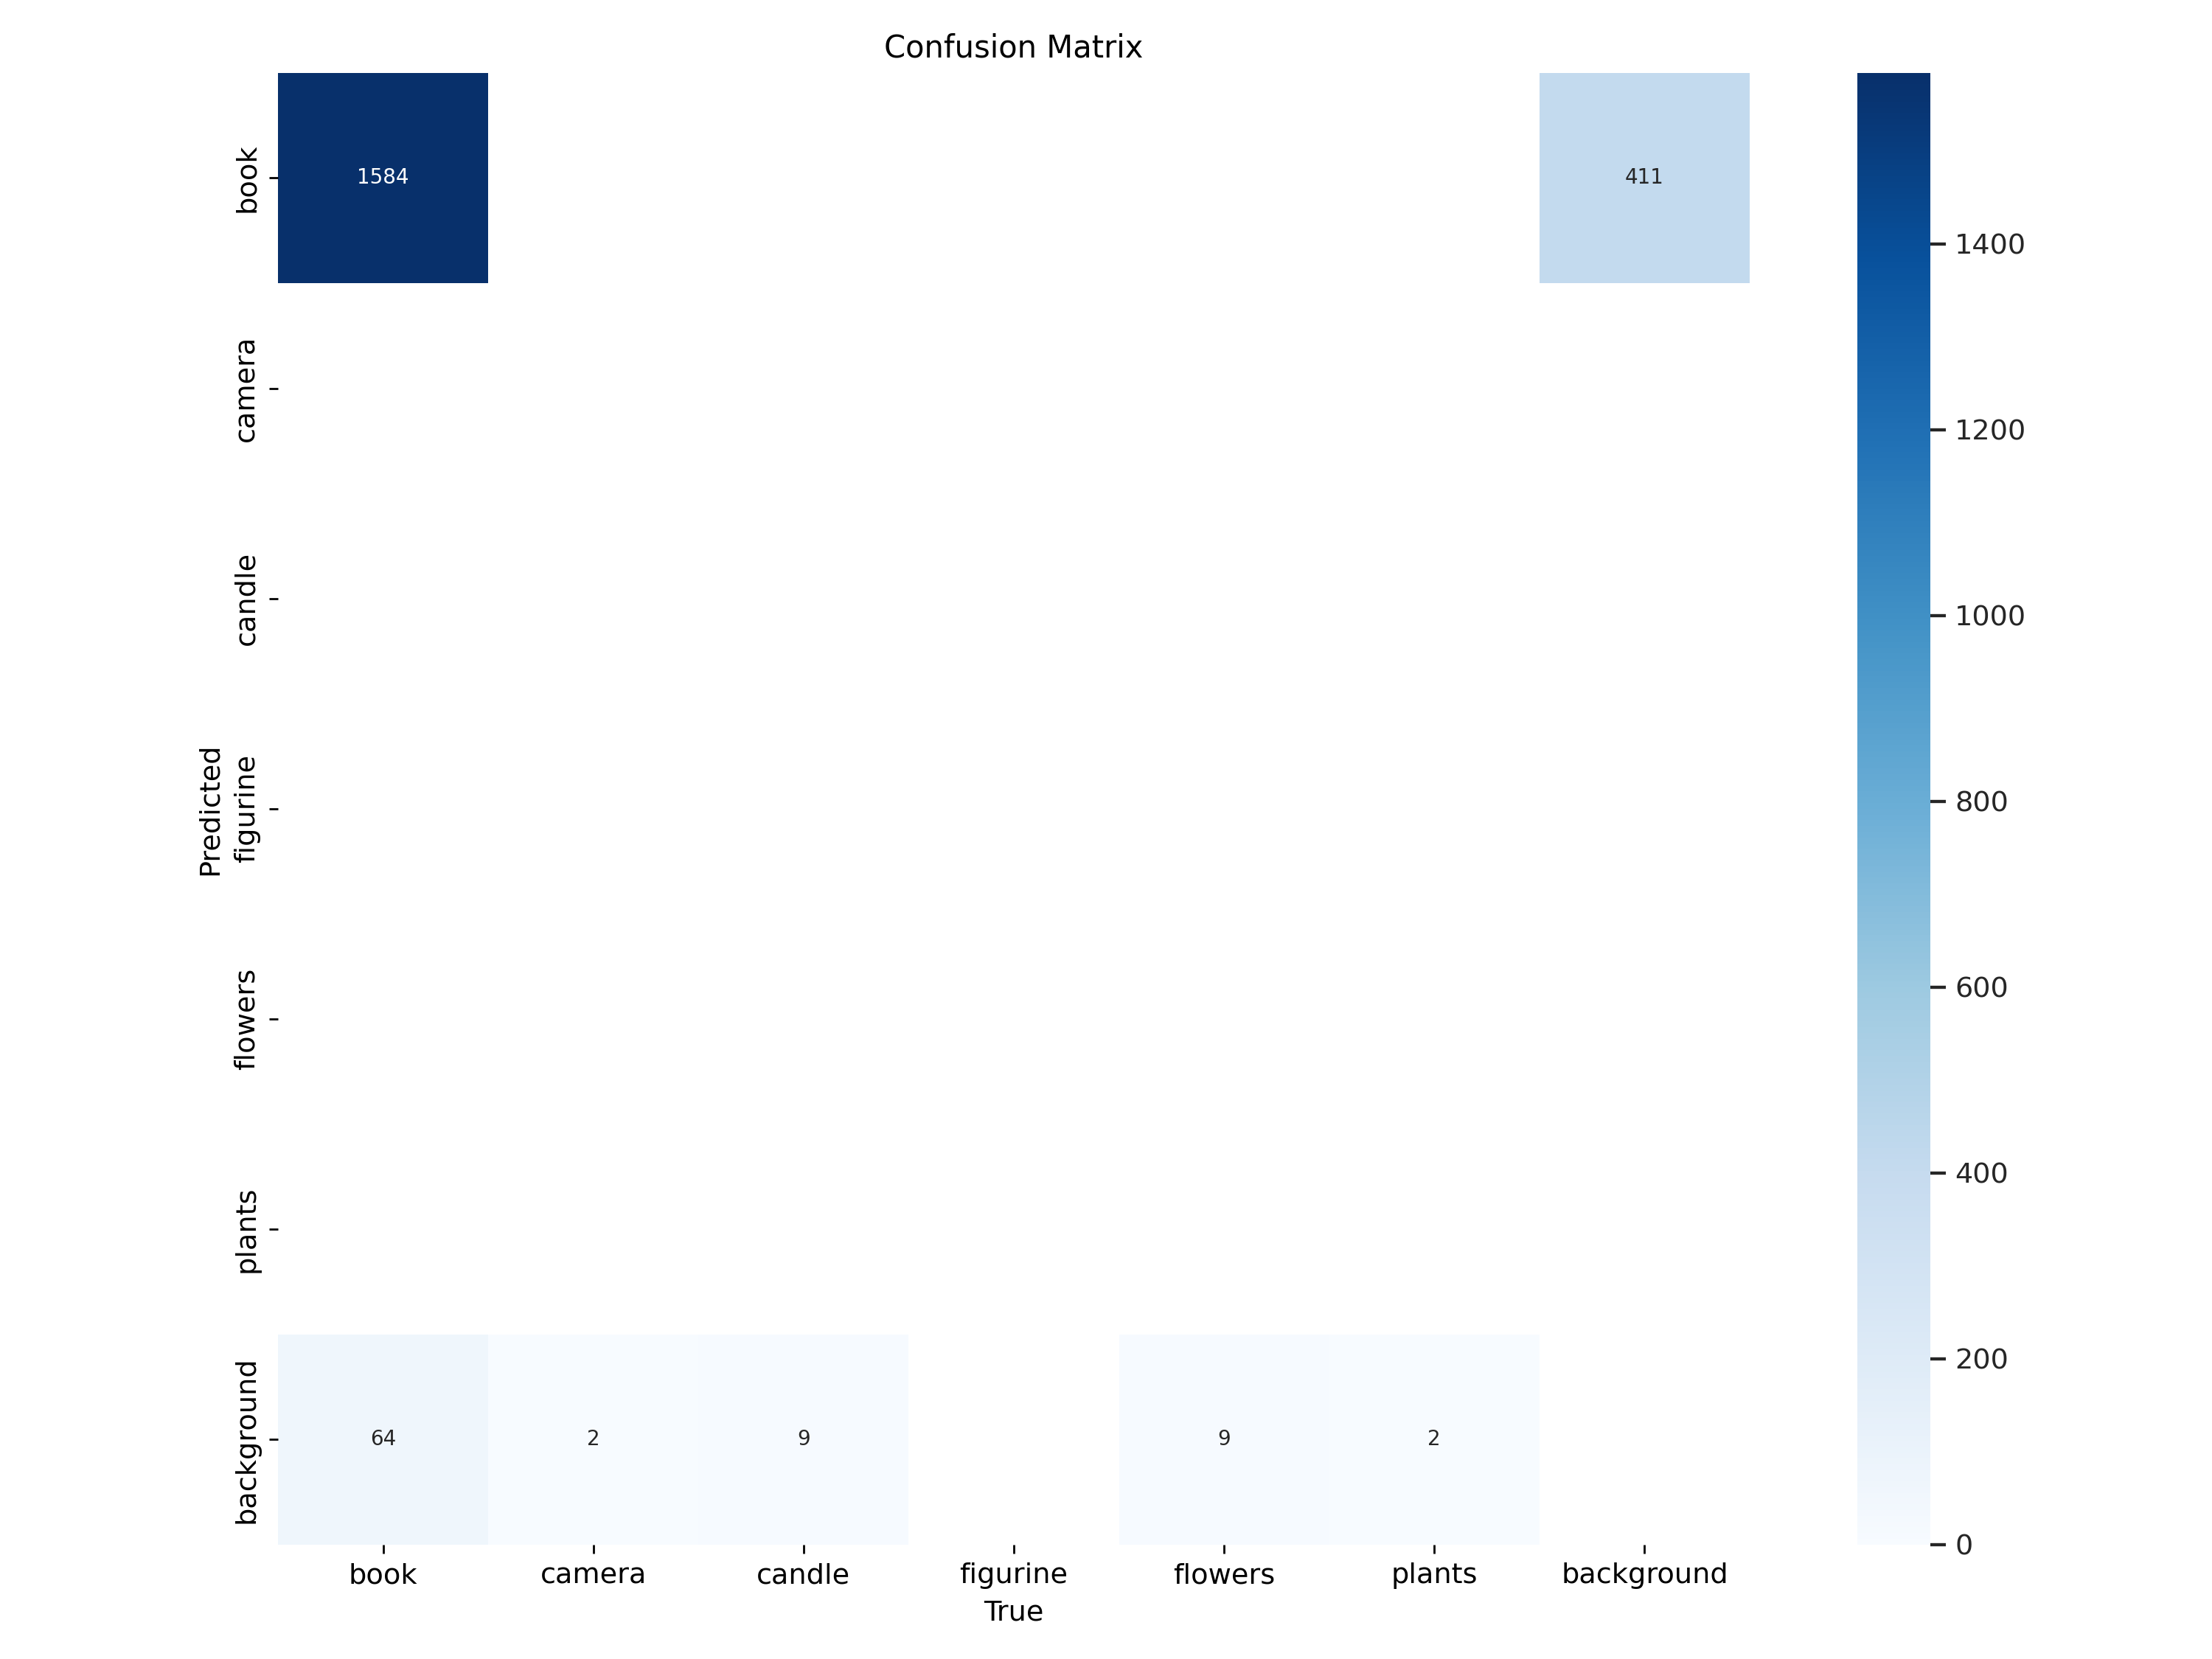 Confusion Matrix
Predicted
book
1584
411
camera
candle
figurine
flowers
plants
background
64 2 9 9 2
book camera candle figurine flowers plants background
True
1400
1200
1000
800
600
400
200
0